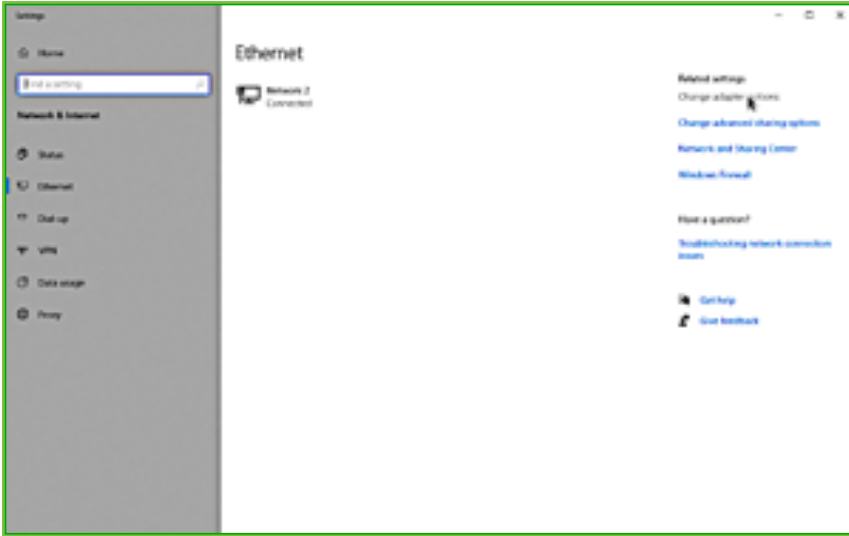 Settings
Home
Find a setting
Network & Internet
Status
Ethernet
Dial-up
VPN
Data usage
Proxy
Ethernet
Network 2
Connected
Related settings
Change adapter options
Change advanced sharing options
Network and Sharing Center
Windows Firewall
Have a question?
Troubleshooting network connection
issues
Get help
Give feedback